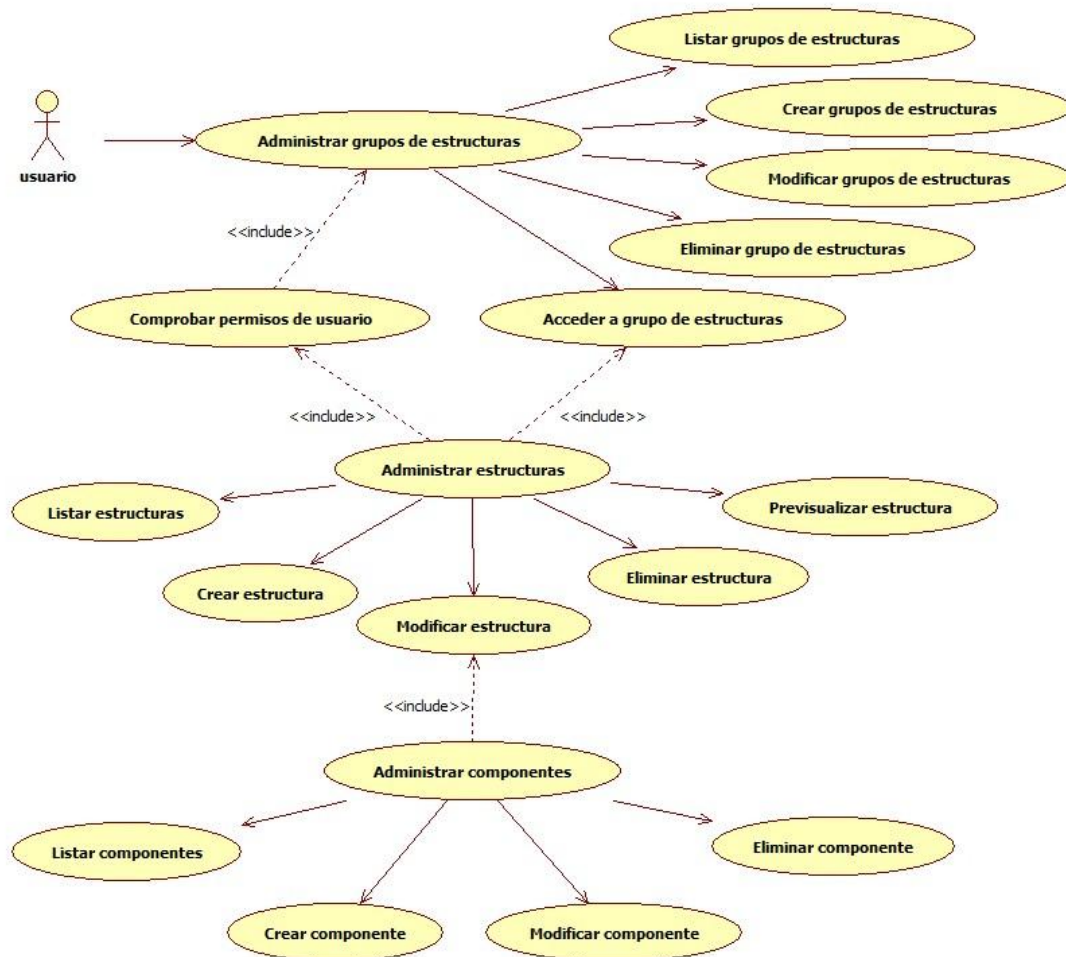 Listar grupos de estructuras
Crear grupos de estructuras
Administrar grupos de estructuras
usuario
Modificar grupos de estructuras
<<include>>
Eliminar grupo de estructuras
Comprobar permisos de usuario
Acceder a grupo de estructuras
<<include>>
<<include>>
Administrar estructuras
Listar estructuras
Previsualizar estructura
Crear estructura
Eliminar estructura
Modificar estructura
<<include>>
Administrar componentes
Listar componentes
Eliminar componente
Crear componente
Modificar componente